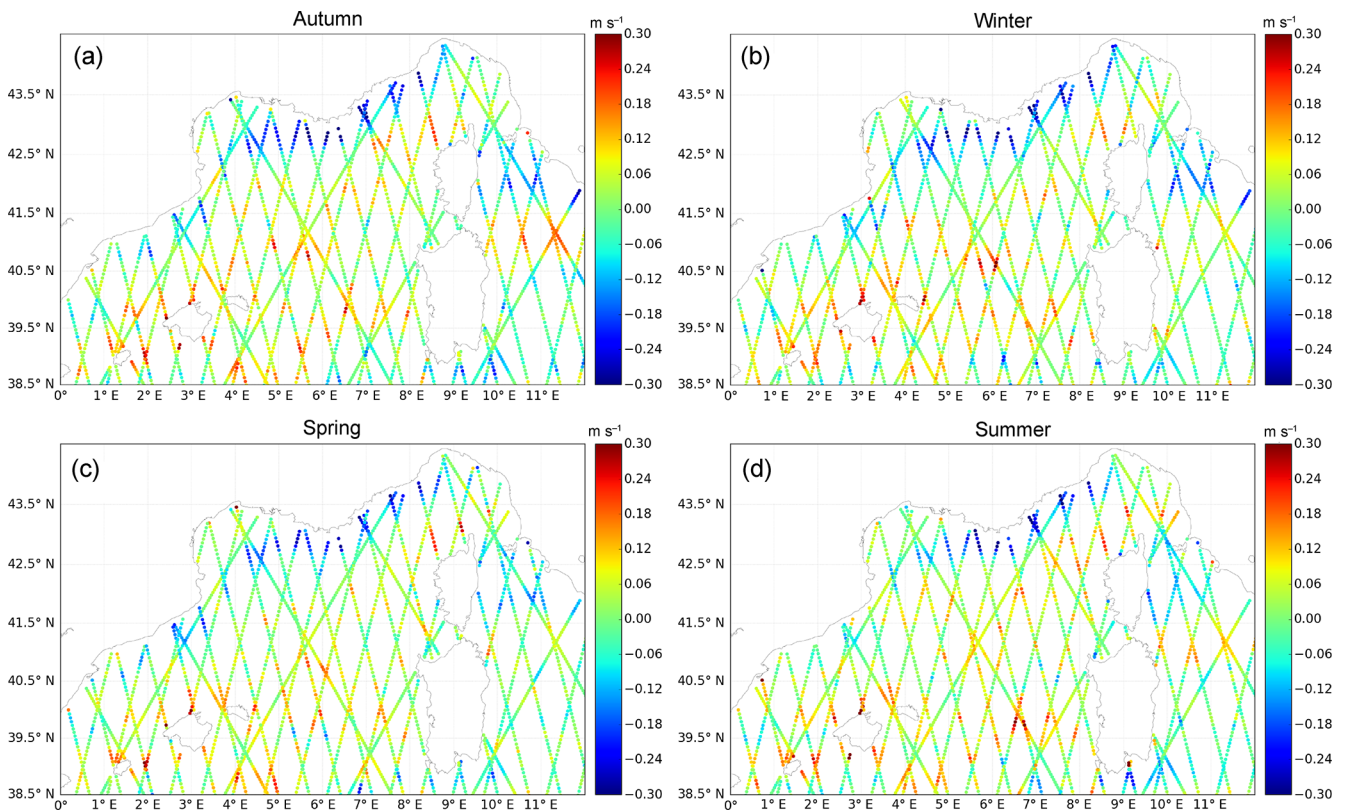 Autumn
m s⁻¹
(a)
43.5° N
42.5° N
41.5° N
40.5° N
39.5° N
38.5° N
0° 1° E 2° E 3° E 4° E 5° E 6° E 7° E 8° E 9° E 10° E 11° E
0.30
0.24
0.18
0.12
0.06
0.00
−0.06
−0.12
−0.18
−0.24
−0.30
Winter
m s⁻¹
(b)
43.5° N
42.5° N
41.5° N
40.5° N
39.5° N
38.5° N
0° 1° E 2° E 3° E 4° E 5° E 6° E 7° E 8° E 9° E 10° E 11° E
0.30
0.24
0.18
0.12
0.06
0.00
−0.06
−0.12
−0.18
−0.24
−0.30
Spring
m s⁻¹
(c)
43.5° N
42.5° N
41.5° N
40.5° N
39.5° N
38.5° N
0° 1° E 2° E 3° E 4° E 5° E 6° E 7° E 8° E 9° E 10° E 11° E
0.30
0.24
0.18
0.12
0.06
0.00
−0.06
−0.12
−0.18
−0.24
−0.30
Summer
m s⁻¹
(d)
43.5° N
42.5° N
41.5° N
40.5° N
39.5° N
38.5° N
0° 1° E 2° E 3° E 4° E 5° E 6° E 7° E 8° E 9° E 10° E 11° E
0.30
0.24
0.18
0.12
0.06
0.00
−0.06
−0.12
−0.18
−0.24
−0.30